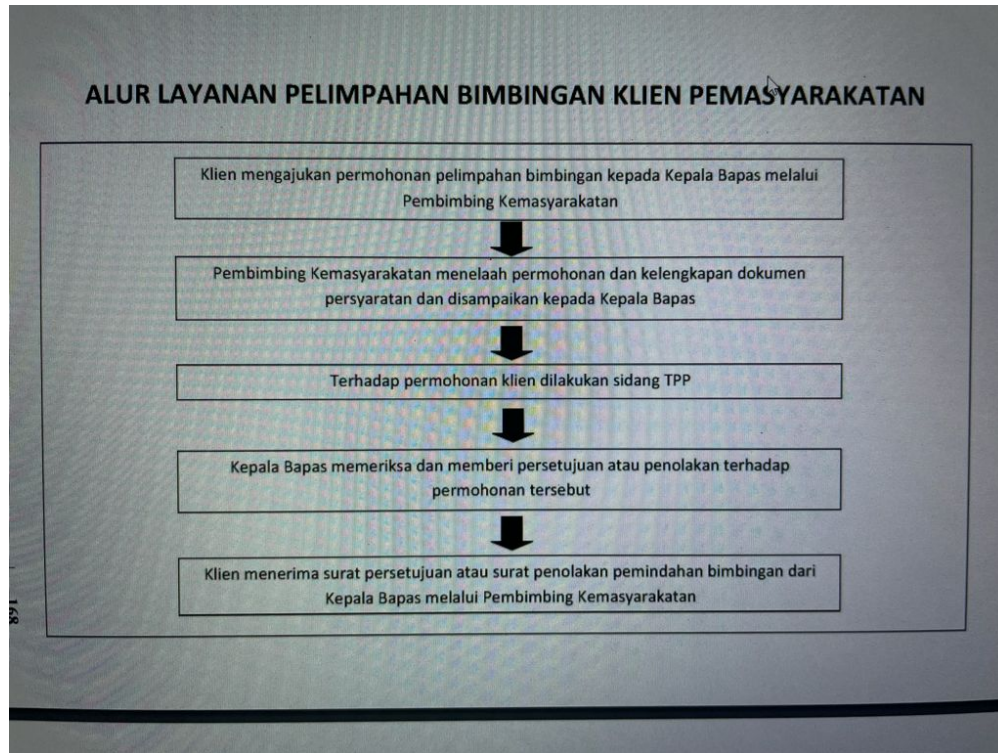 ALUR LAYANAN PELIMPAHAN BIMBINGAN KLIEN PEMASYARAKATAN
Klien mengajukan permohonan pelimpahan bimbingan kepada Kepala Bapas melalui
Pembimbing Kemasyarakatan
Pembimbing Kemasyarakatan menelaah permohonan dan kelengkapan dokumen
persyaratan dan disampaikan kepada Kepala Bapas
Terhadap permohonan klien dilakukan sidang TPP
Kepala Bapas memeriksa dan memberi persetujuan atau penolakan terhadap
permohonan tersebut
Klien menerima surat persetujuan atau surat penolakan pemindahan bimbingan dari
Kepala Bapas melalui Pembimbing Kemasyarakatan
168